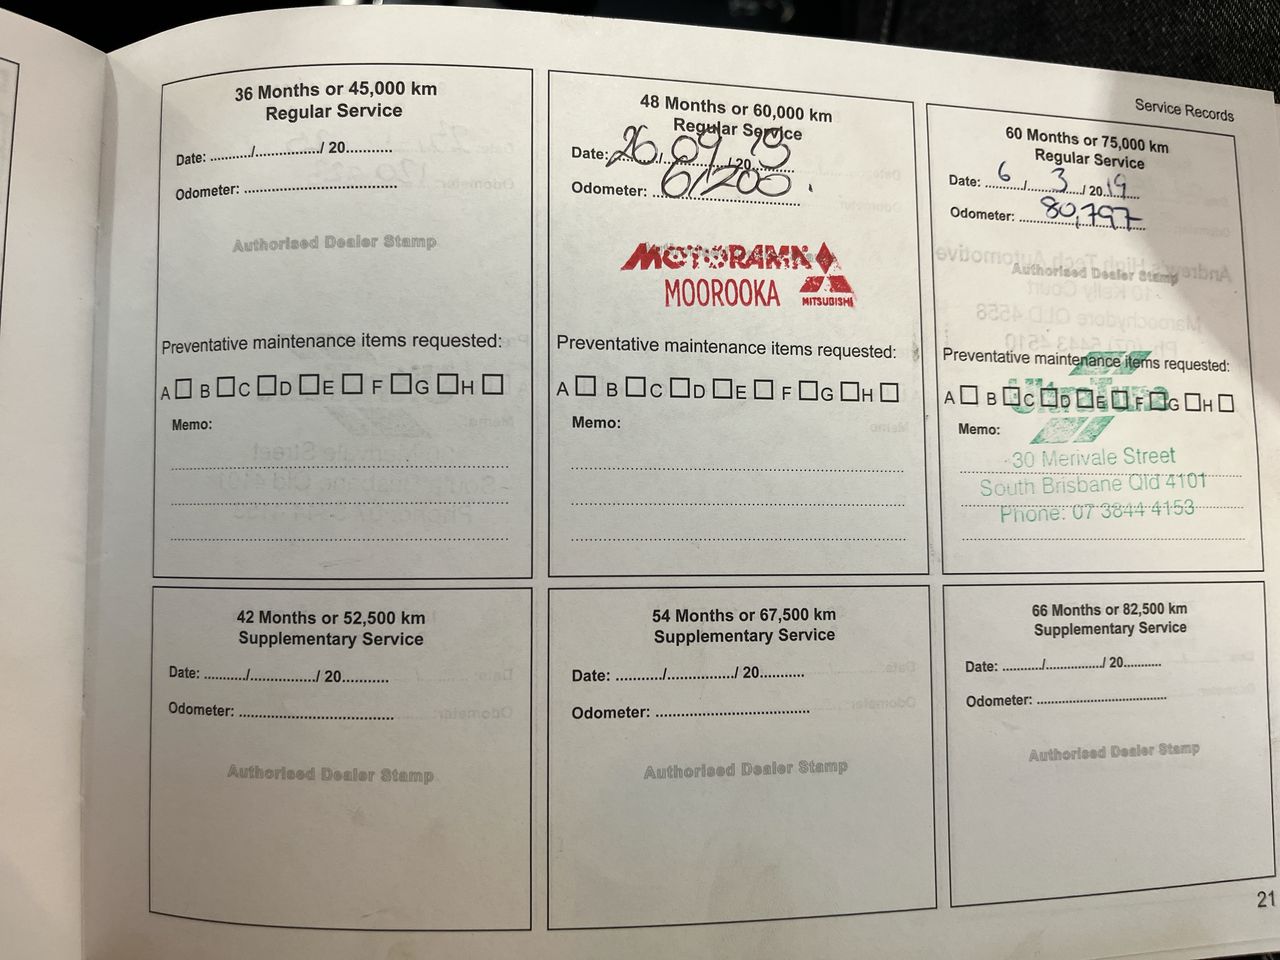 Service Records
36 Months or 45,000 km
Regular Service
Date: ........../................/ 20...........
Odometer: ......................................
Authorised Dealer Stamp
Preventative maintenance items requested:
A □ B □ C □ D □ E □ F □ G □ H □
Memo:
48 Months or 60,000 km
Regular Service
Date: 26.09 / 20
Odometer: 61200.
MOTORAMA
MOOROOKA
MITSUBISHI
Preventative maintenance items requested:
A □ B □ C □ D □ E □ F □ G □ H □
Memo:
60 Months or 75,000 km
Regular Service
Date: 6 / 3 / 2019
Odometer: 80,797
Authorised Dealer Stamp
Preventative maintenance items requested:
A □ B □ C □ D □ E □ F □ G □ H □
Ultra Tune
Memo:
30 Merivale Street
South Brisbane Qld 4101
Phone: 07 3844 4153
42 Months or 52,500 km
Supplementary Service
Date: ........../................/ 20...........
Odometer: ......................................
Authorised Dealer Stamp
54 Months or 67,500 km
Supplementary Service
Date: ........../................/ 20...........
Odometer: ......................................
Authorised Dealer Stamp
66 Months or 82,500 km
Supplementary Service
Date: ........../................/ 20...........
Odometer: ......................................
Authorised Dealer Stamp
21